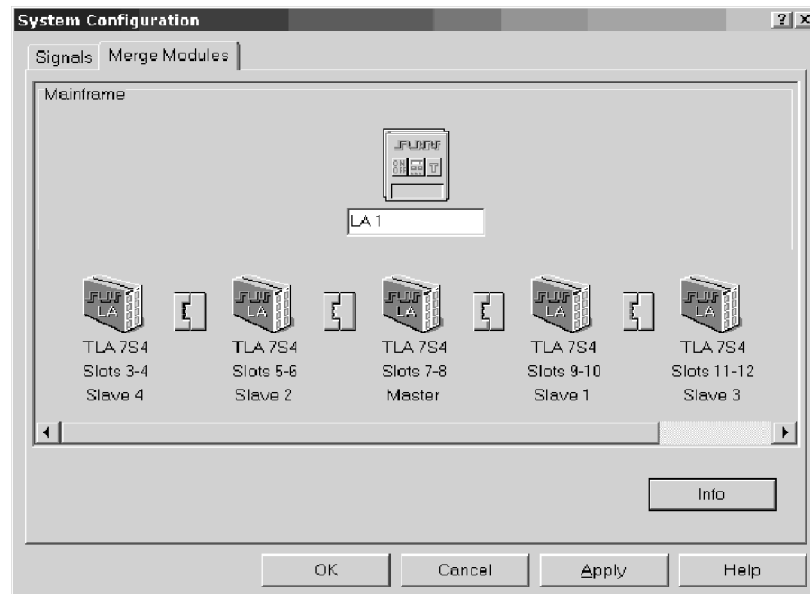 System Configuration
Signals
Merge Modules
Mainframe
ON OFF
T
LA 1
LA
LA
LA
LA
LA
TLA 7S4
TLA 7S4
TLA 7S4
TLA 7S4
TLA 7S4
Slots 3-4
Slots 5-6
Slots 7-8
Slots 9-10
Slots 11-12
Slave 4
Slave 2
Master
Slave 1
Slave 3
Info
OK
Cancel
Apply
Help